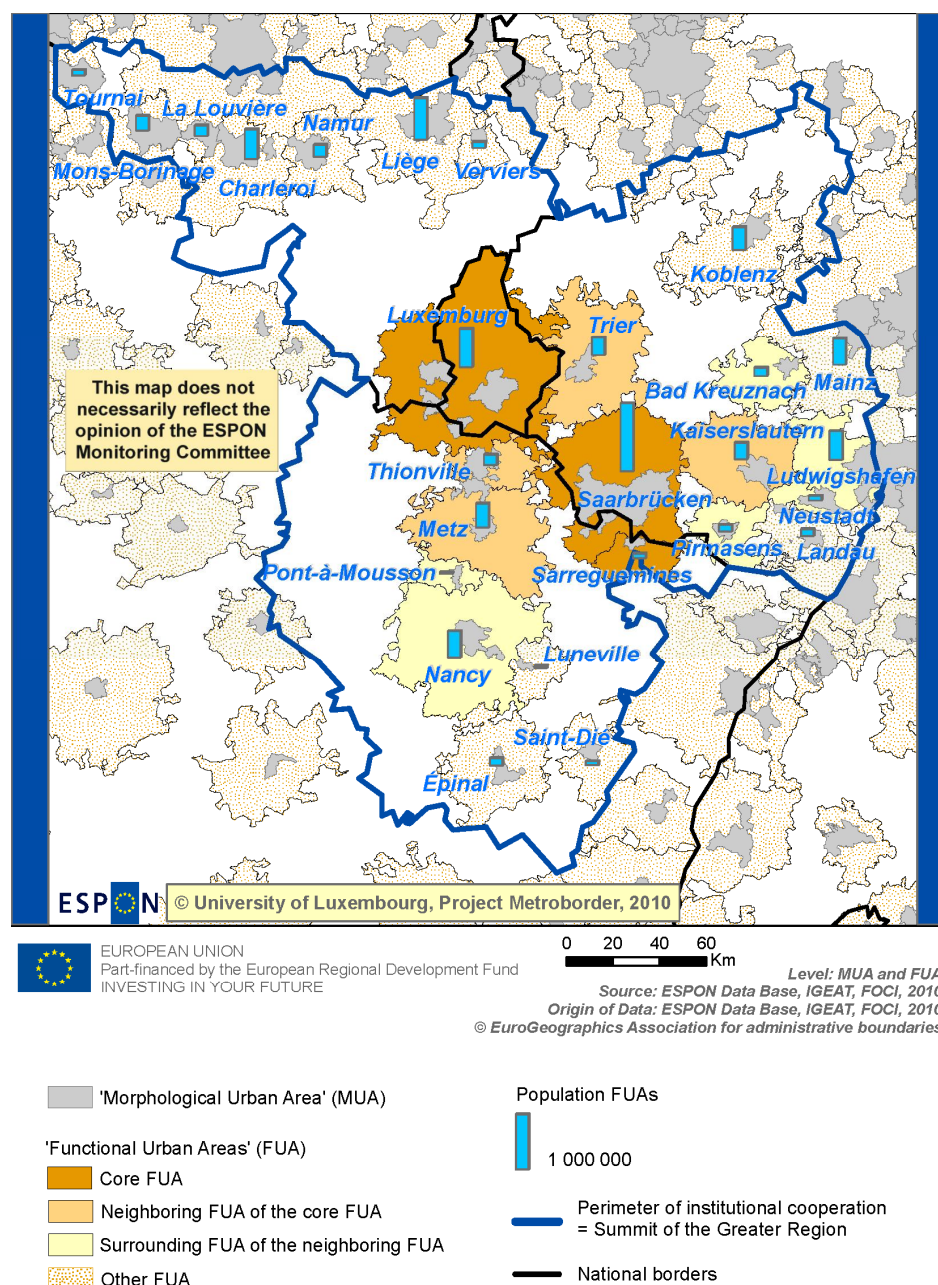 Tournai
La Louvière
Namur
Mons-Borinage
Charleroi
Liège
Verviers
Koblenz
Luxemburg
Trier
This map does not
necessarily reflect the
opinion of the ESPON
Monitoring Committee
Bad Kreuznach
Mainz
Kaiserslautern
Thionville
Ludwigshafen
Saarbrücken
Metz
Neustadt
Pirmasens
Landau
Pont-à-Mousson
Sarreguemines
Luneville
Nancy
Saint-Dié
Épinal
ESPON
© University of Luxembourg, Project Metroborder, 2010
EUROPEAN UNION
Part-financed by the European Regional Development Fund
INVESTING IN YOUR FUTURE
0 20 40 60
Km
Level: MUA and FUA
Source: ESPON Data Base, IGEAT, FOCI, 2010
Origin of Data: ESPON Data Base, IGEAT, FOCI, 2010
© EuroGeographics Association for administrative boundaries
'Morphological Urban Area' (MUA)
'Functional Urban Areas' (FUA)
Core FUA
Neighboring FUA of the core FUA
Surrounding FUA of the neighboring FUA
Other FUA
Population FUAs
1 000 000
Perimeter of institutional cooperation
= Summit of the Greater Region
National borders